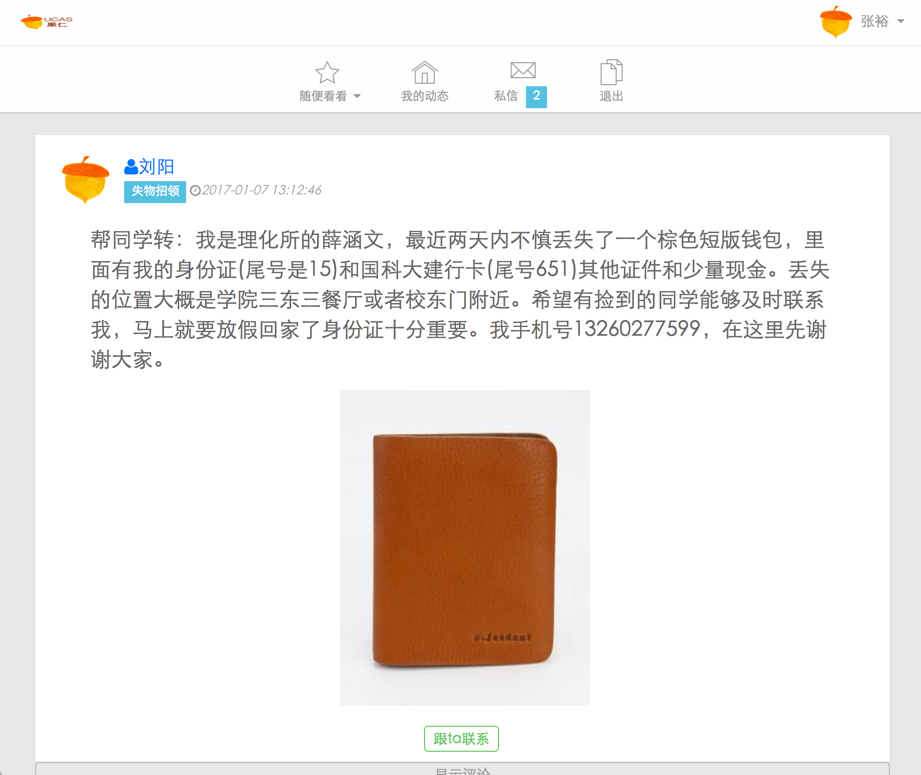 UCAS
果仁
张裕
随便看看
我的动态
私信 2
退出
刘阳
失物招领 2017-01-07 13:12:46
帮同学转：我是理化所的薛涵文，最近两天内不慎丢失了一个棕色短版钱包，里
面有我的身份证(尾号是15)和国科大建行卡(尾号651)其他证件和少量现金。丢失
的位置大概是学院三东三餐厅或者校东门附近。希望有捡到的同学能够及时联系
我，马上就要放假回家了身份证十分重要。我手机号13260277599，在这里先谢
谢大家。
跟ta联系
显示评论